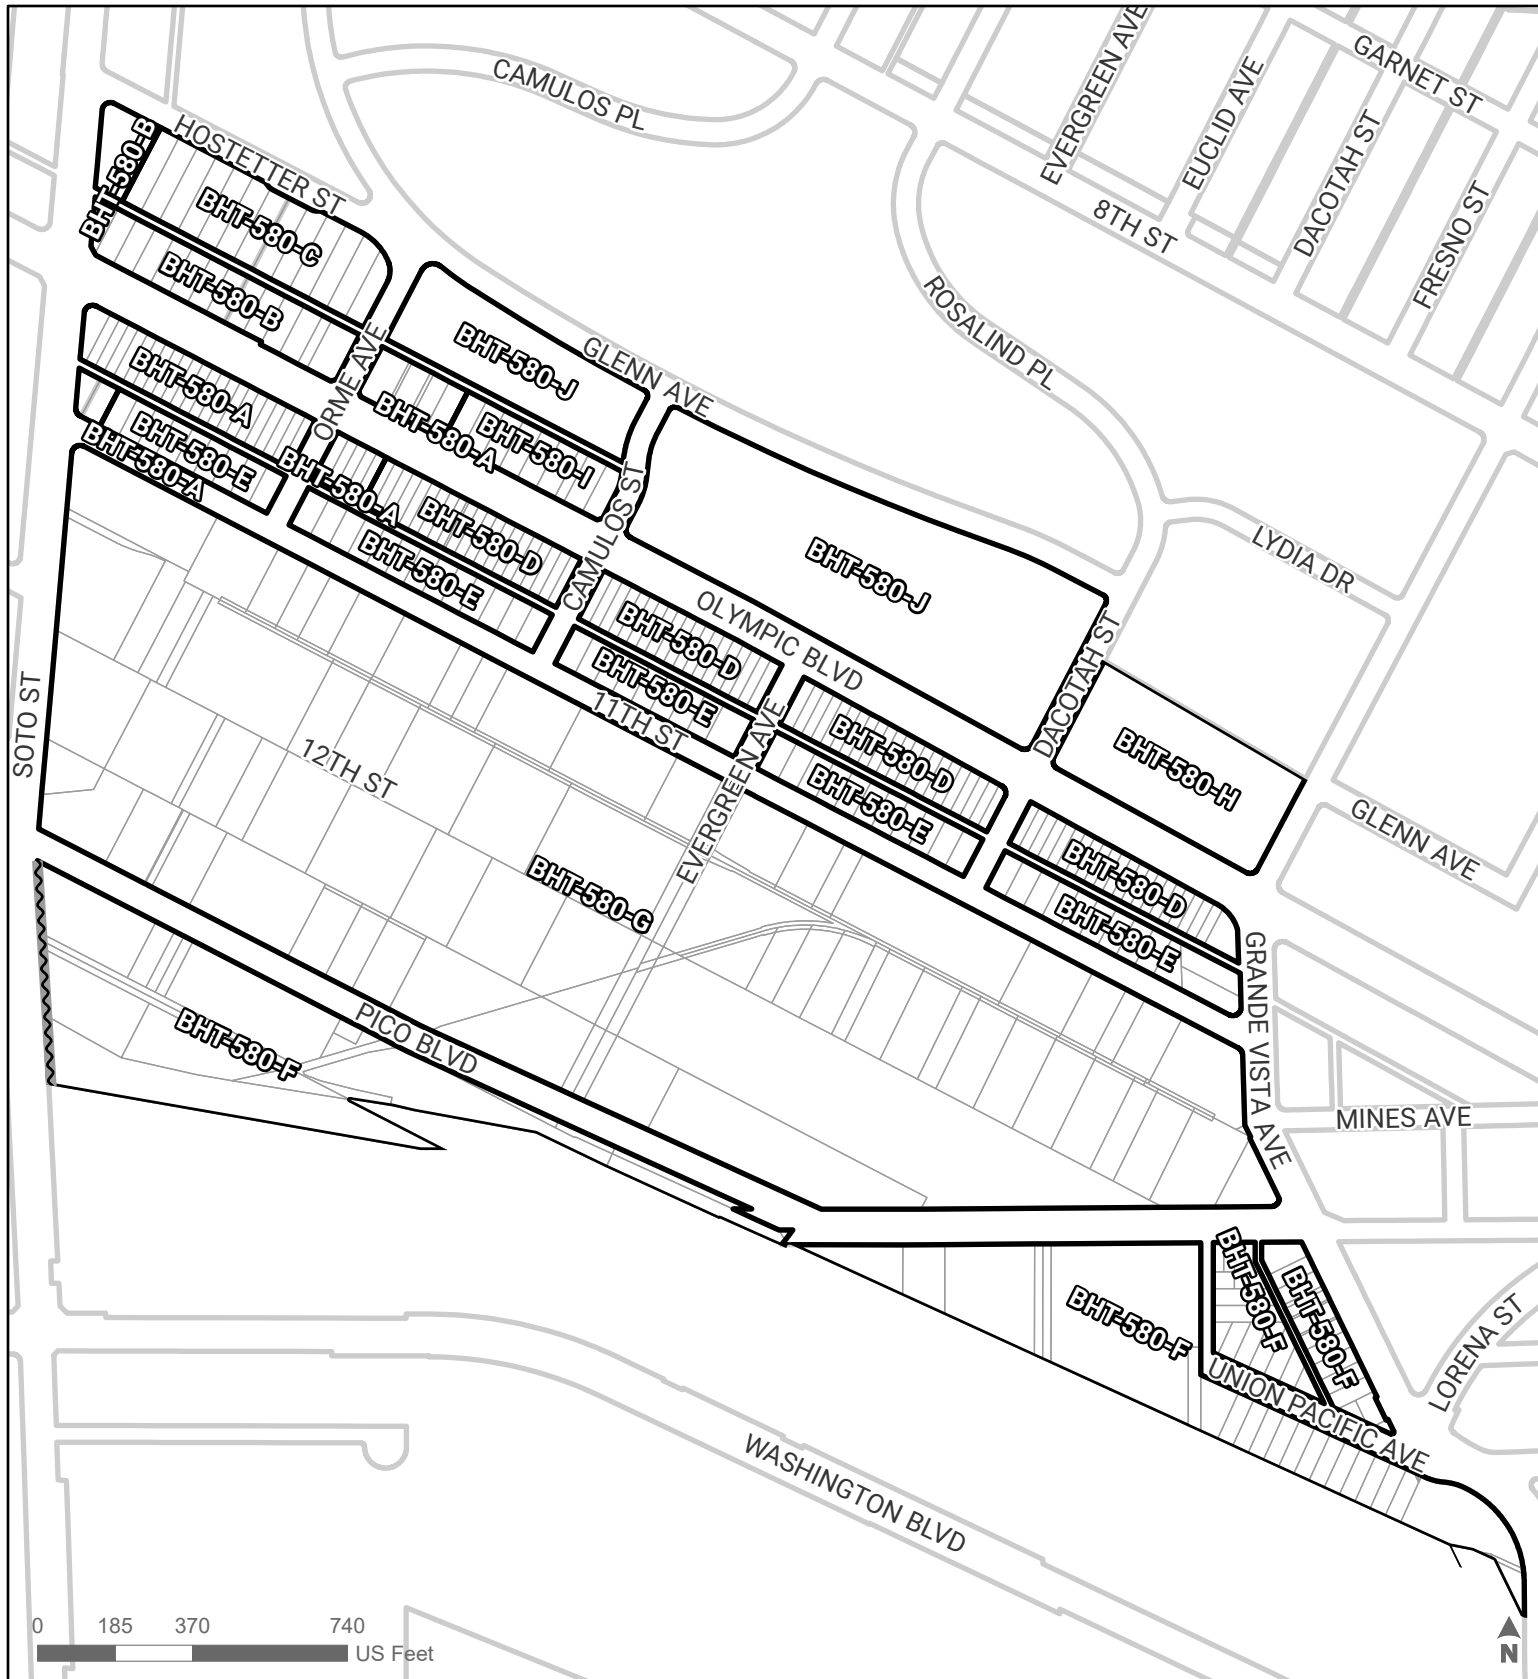 GARNET ST
CAMULOS PL
EVERGREEN AVE
EUCLID AVE
DACOTAH ST
FRESNO ST
8TH ST
HOSTETTER ST
BHT-580-B
BHT-580-C
BHT-580-B
ROSALIND PL
GLENN AVE
BHT-580-J
ORME AVE
BHT-580-A
BHT-580-A
BHT-580-I
BHT-580-E
BHT-580-A
BHT-580-A
BHT-580-D
BHT-580-E
CAMULOS ST
BHT-580-J
LYDIA DR
OLYMPIC BLVD
BHT-580-D
BHT-580-E
11TH ST
DACOTAH ST
SOTO ST
12TH ST
EVERGREEN AVE
BHT-580-D
BHT-580-E
BHT-580-H
GLENN AVE
BHT-580-G
BHT-580-D
BHT-580-E
GRANDE VISTA AVE
PICO BLVD
BHT-580-F
MINES AVE
BHT-580-F
BHT-580-F
BHT-580-F
LORENA ST
UNION PACIFIC AVE
WASHINGTON BLVD
0 185 370 740
US Feet
N